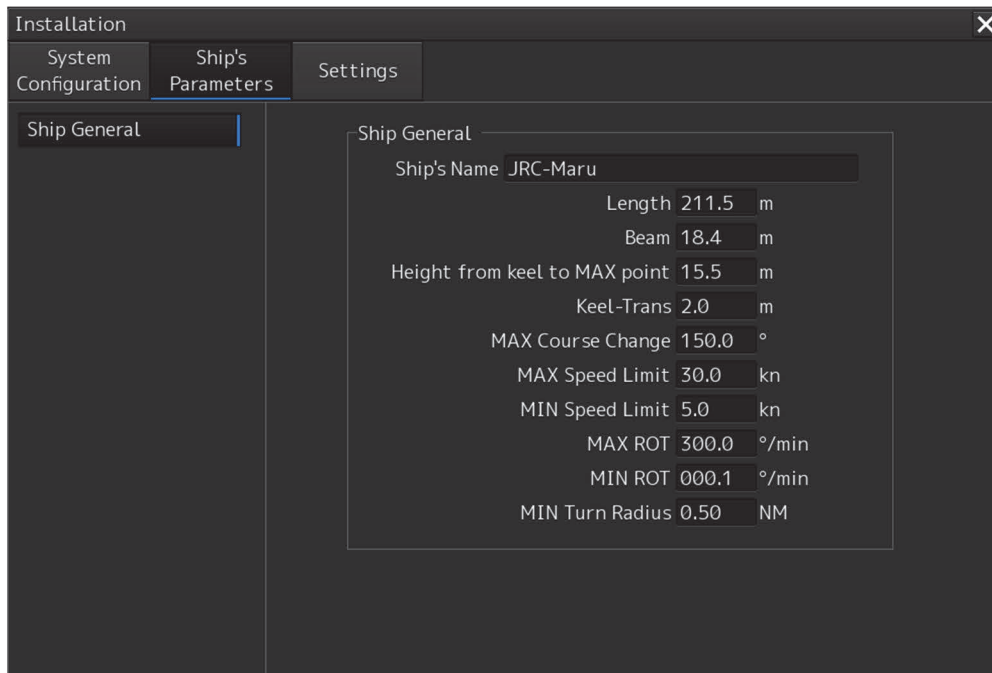 Installation
System Configuration
Ship's Parameters
Settings
Ship General
Ship General
Ship's Name JRC-Maru
Length 211.5 m
Beam 18.4 m
Height from keel to MAX point 15.5 m
Keel-Trans 2.0 m
MAX Course Change 150.0 °
MAX Speed Limit 30.0 kn
MIN Speed Limit 5.0 kn
MAX ROT 300.0 °/min
MIN ROT 000.1 °/min
MIN Turn Radius 0.50 NM